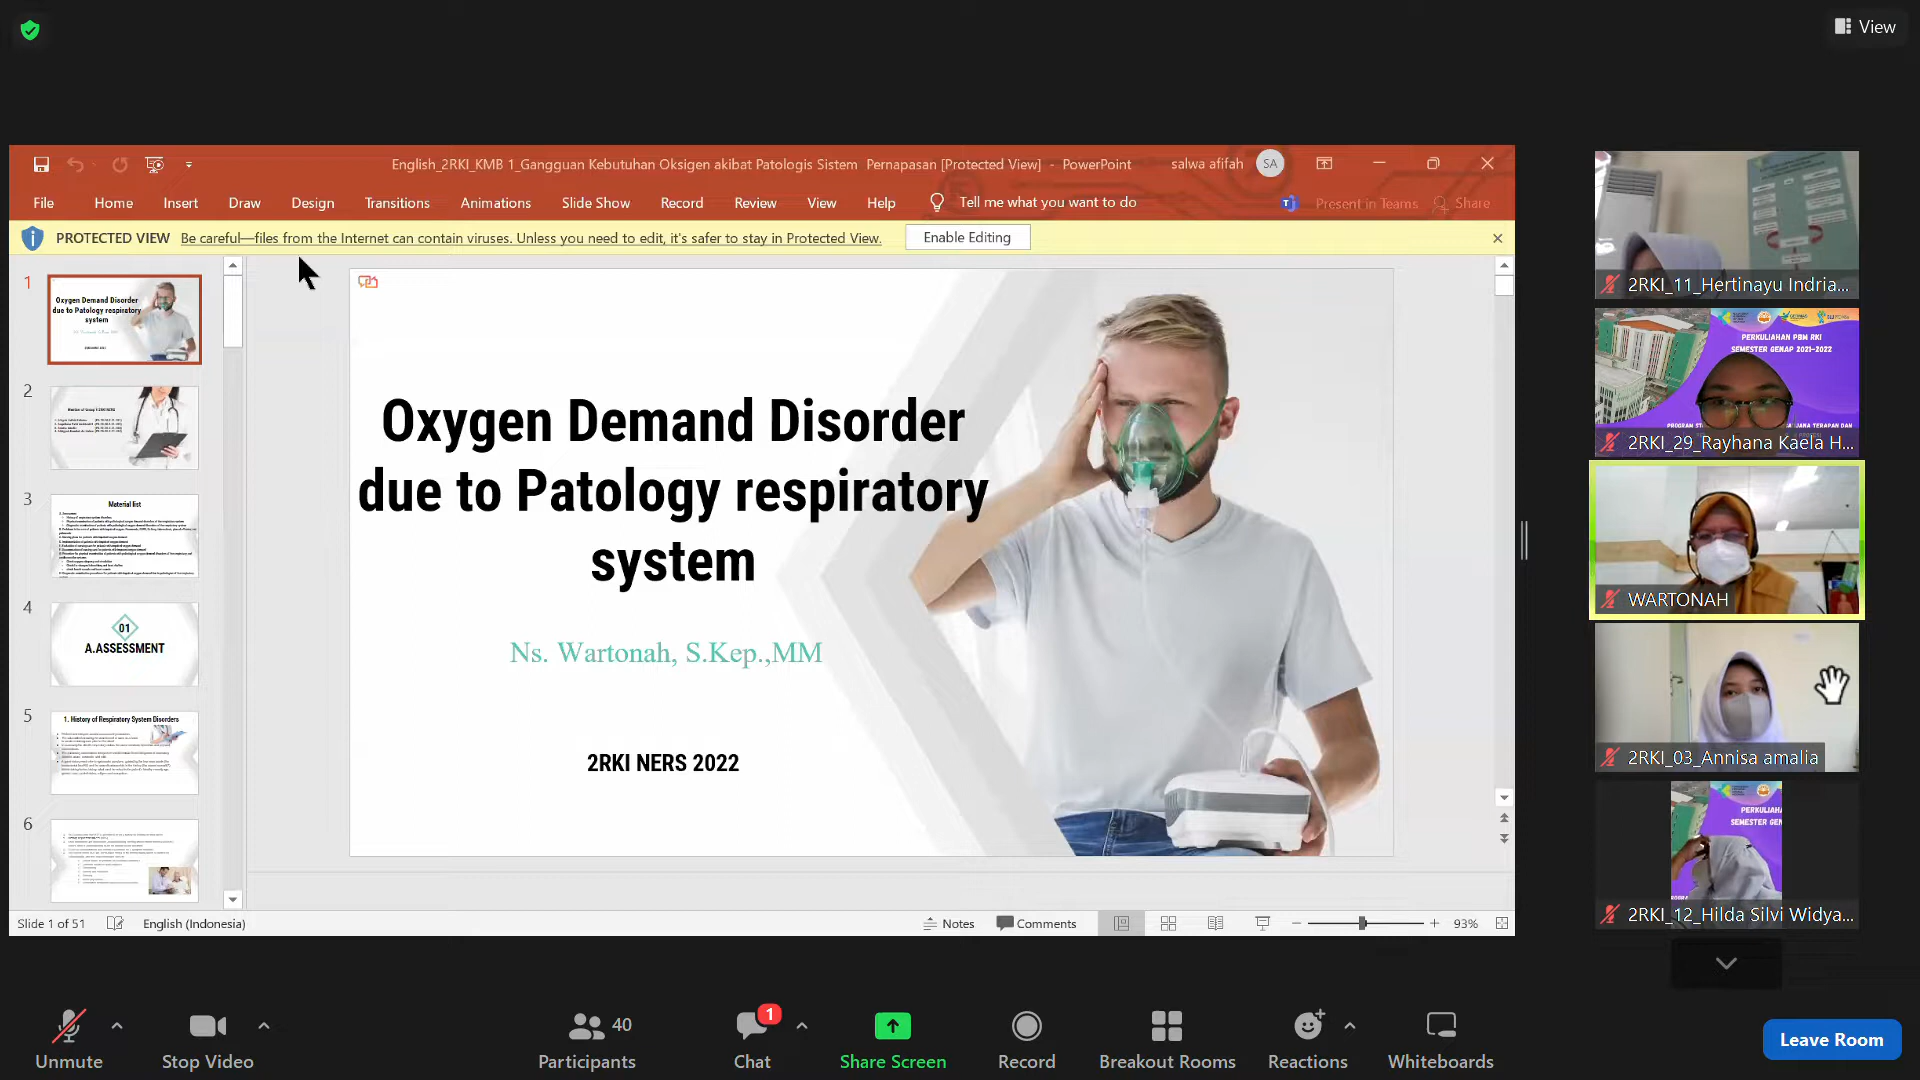 View
English_2RKI_KMB 1_Gangguan Kebutuhan Oksigen akibat Patologis Sistem Pernapasan [Protected View] - PowerPoint
salwa afifah
SA
File Home Insert Draw Design Transitions Animations Slide Show Record Review View Help Tell me what you want to do
Present in Teams Share
PROTECTED VIEW Be careful—files from the Internet can contain viruses. Unless you need to edit, it's safer to stay in Protected View. Enable Editing
1
Oxygen Demand Disorder
due to Patology respiratory
system
2
3
Material list
4
01
A.ASSESSMENT
5
1. History of Respiratory System Disorders
6
Oxygen Demand Disorder
due to Patology respiratory
system
Ns. Wartonah, S.Kep.,MM
2RKI NERS 2022
Slide 1 of 51 English (Indonesia) Notes Comments 93%
2RKI_11_Hertinayu Indria...
PERKULIAHAN PBM RKI
SEMESTER GENAP 2021-2022
2RKI_29_Rayhana Kaela H...
WARTONAH
2RKI_03_Annisa amalia
PERKULIAHA
SEMESTER GEN
2RKI_12_Hilda Silvi Widya...
Unmute
Stop Video
40
Participants
1
Chat
Share Screen
Record
Breakout Rooms
Reactions
Whiteboards
Leave Room